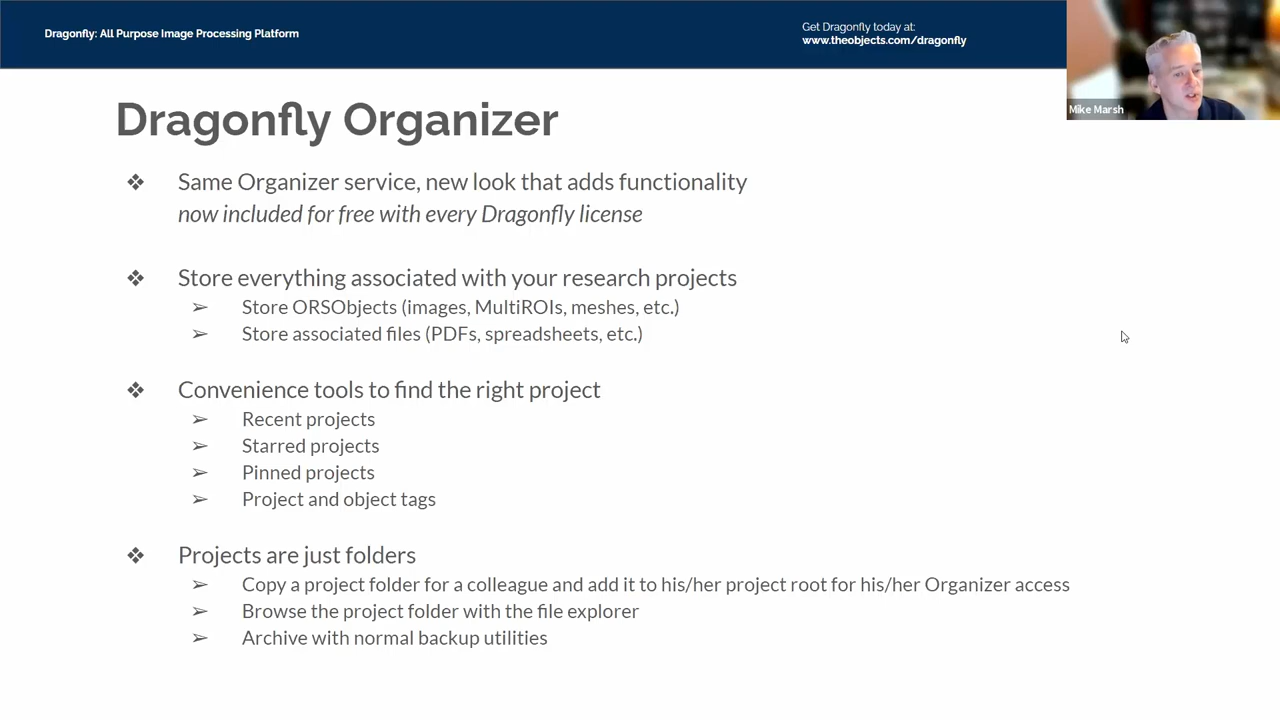 Dragonfly: All Purpose Image Processing Platform
Get Dragonfly today at:
www.theobjects.com/dragonfly
Mike Marsh
Dragonfly Organizer
❖ Same Organizer service, new look that adds functionality
now included for free with every Dragonfly license
❖ Store everything associated with your research projects
➢ Store ORSObjects (images, MultiROIs, meshes, etc.)
➢ Store associated files (PDFs, spreadsheets, etc.)
❖ Convenience tools to find the right project
➢ Recent projects
➢ Starred projects
➢ Pinned projects
➢ Project and object tags
❖ Projects are just folders
➢ Copy a project folder for a colleague and add it to his/her project root for his/her Organizer access
➢ Browse the project folder with the file explorer
➢ Archive with normal backup utilities